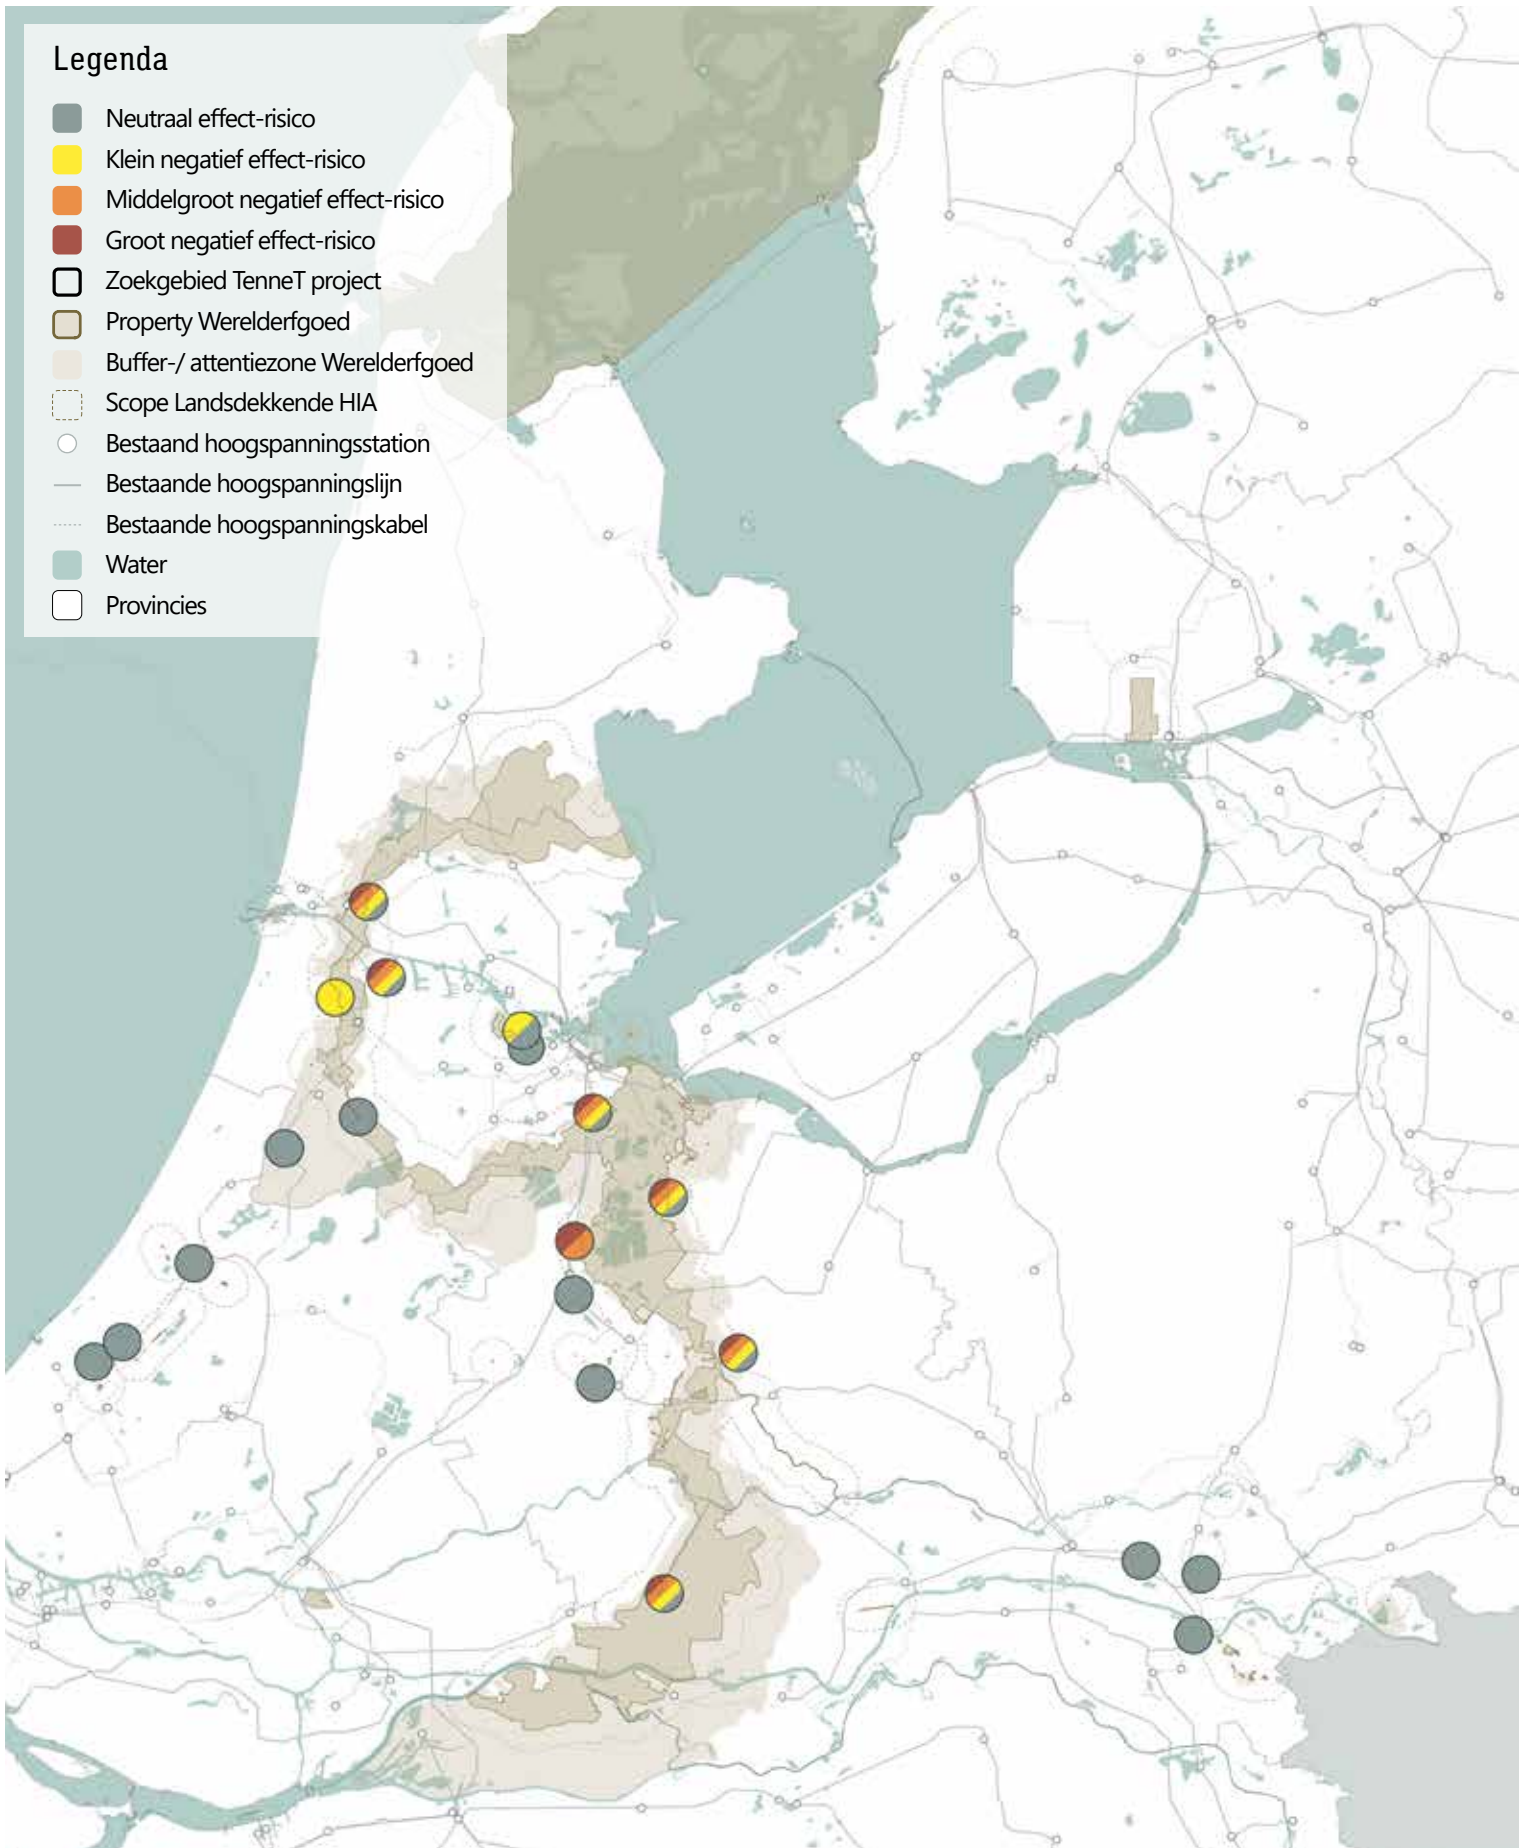 Legenda
Neutraal effect-risico
Klein negatief effect-risico
Middelgroot negatief effect-risico
Groot negatief effect-risico
Zoekgebied TenneT project
Property Werelderfgoed
Buffer-/ attentiezone Werelderfgoed
Scope Landsdekkende HIA
Bestaand hoogspanningsstation
Bestaande hoogspanningslijn
Bestaande hoogspanningskabel
Water
Provincies